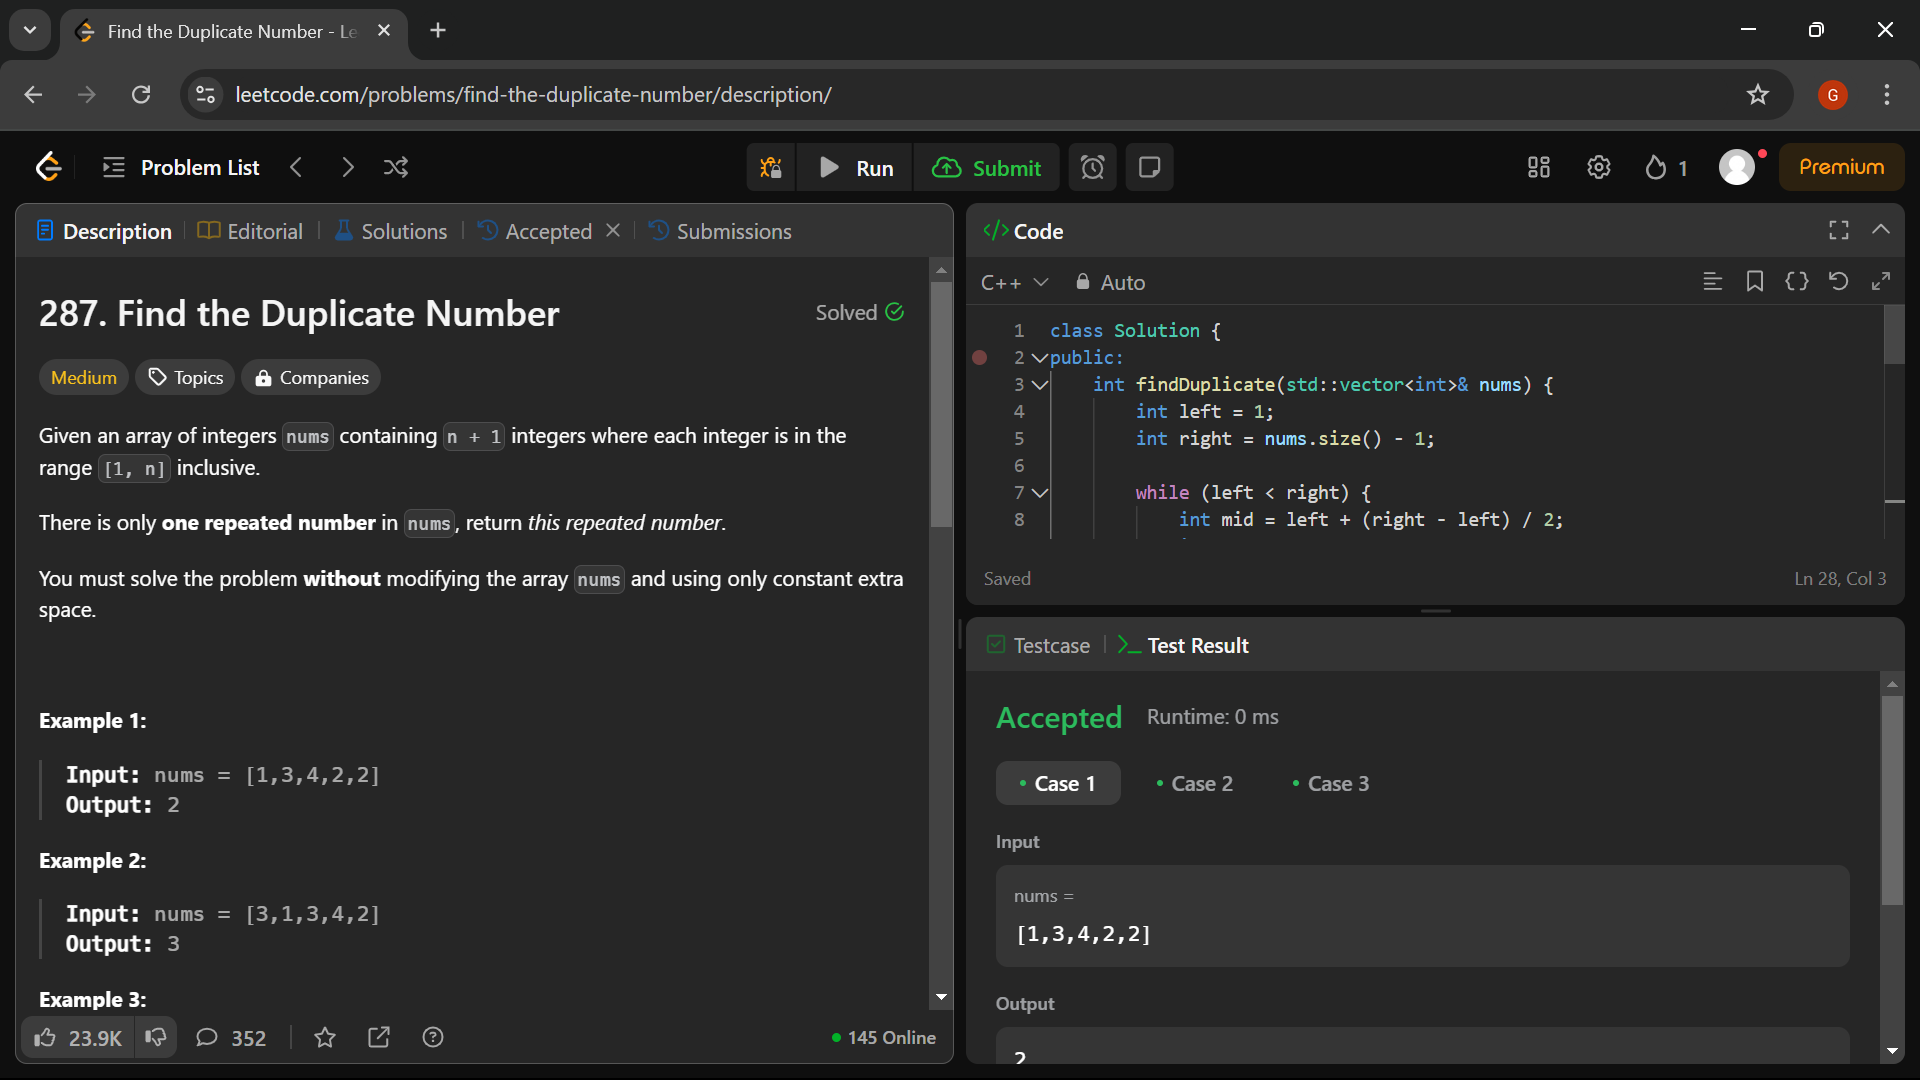 Find the Duplicate Number - Le
leetcode.com/problems/find-the-duplicate-number/description/
G
Problem List
Run
Submit
1
Premium
Description
Editorial
Solutions
Accepted
Submissions
287. Find the Duplicate Number
Solved
Medium
Topics
Companies
Given an array of integers nums containing n + 1 integers where each integer is in the
range [1, n] inclusive.
There is only one repeated number in nums, return this repeated number.
You must solve the problem without modifying the array nums and using only constant extra
space.
Example 1:
Input: nums = [1,3,4,2,2]
Output: 2
Example 2:
Input: nums = [3,1,3,4,2]
Output: 3
Example 3:
23.9K
352
145 Online
</> Code
C++
Auto
1 class Solution {
2 public:
3 int findDuplicate(std::vector<int>& nums) {
4 int left = 1;
5 int right = nums.size() - 1;
6
7 while (left < right) {
8 int mid = left + (right - left) / 2;
Saved
Ln 28, Col 3
Testcase
Test Result
Accepted
Runtime: 0 ms
Case 1
Case 2
Case 3
Input
nums =
[1,3,4,2,2]
Output
2